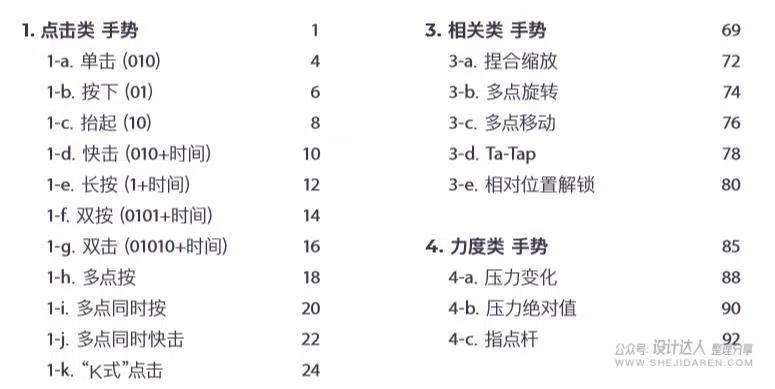 1. 点击类 手势 1
1-a. 单击 (010) 4
1-b. 按下 (01) 6
1-c. 抬起 (10) 8
1-d. 快击 (010+时间) 10
1-e. 长按 (1+时间) 12
1-f. 双按 (0101+时间) 14
1-g. 双击 (01010+时间) 16
1-h. 多点按 18
1-i. 多点同时按 20
1-j. 多点同时快击 22
1-k. “K式”点击 24
3. 相关类 手势 69
3-a. 捏合缩放 72
3-b. 多点旋转 74
3-c. 多点移动 76
3-d. Ta-Tap 78
3-e. 相对位置解锁 80
4. 力度类 手势 85
4-a. 压力变化 88
4-b. 压力绝对值 90
4-c. 指点杆 92
公众号: 设计达人 整理分享
WWW.SHEJIDAREN.COM